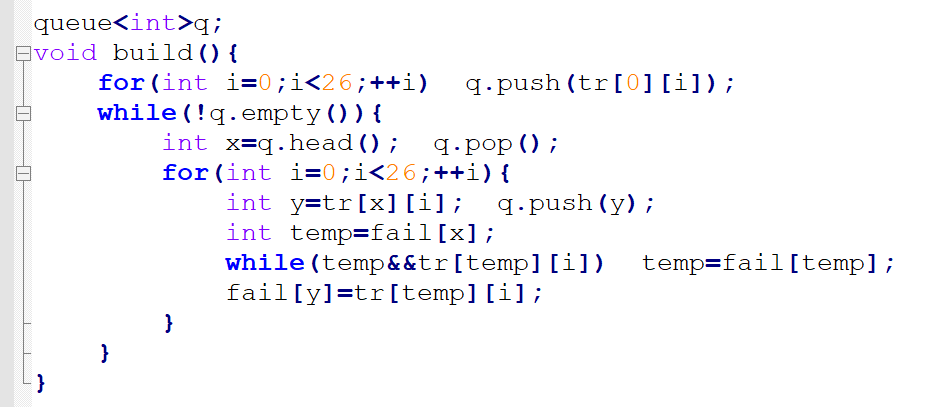 queue<int>q;
void build(){
for(int i=0;i<26;++i)  q.push(tr[0][i]);
while(!q.empty()){
int x=q.head();  q.pop();
for(int i=0;i<26;++i){
int y=tr[x][i];  q.push(y);
int temp=fail[x];
while(temp&&tr[temp][i])  temp=fail[temp];
fail[y]=tr[temp][i];
}
}
}